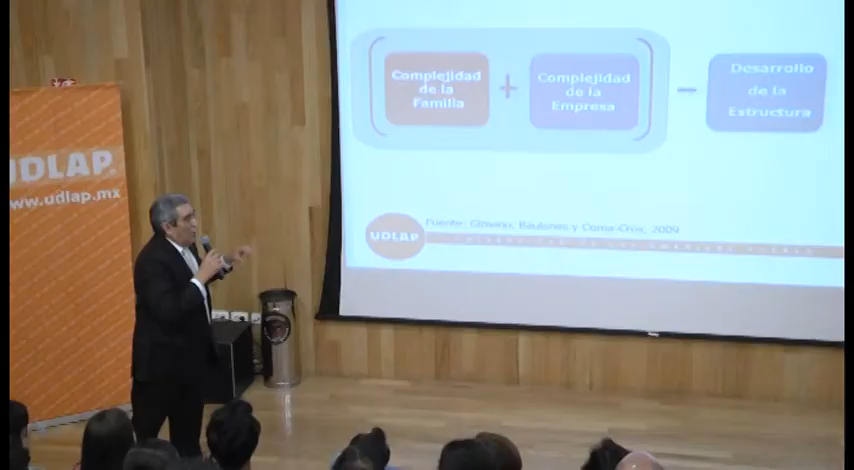 Complejidad
de la
Familia
+
Complejidad
de la
Empresa
-
Desarrollo
de la
Estructura
Fuente: Gimeno, Baulenas y Coma-Cros, 2009
UDLAP
UDLAP
www.udlap.mx